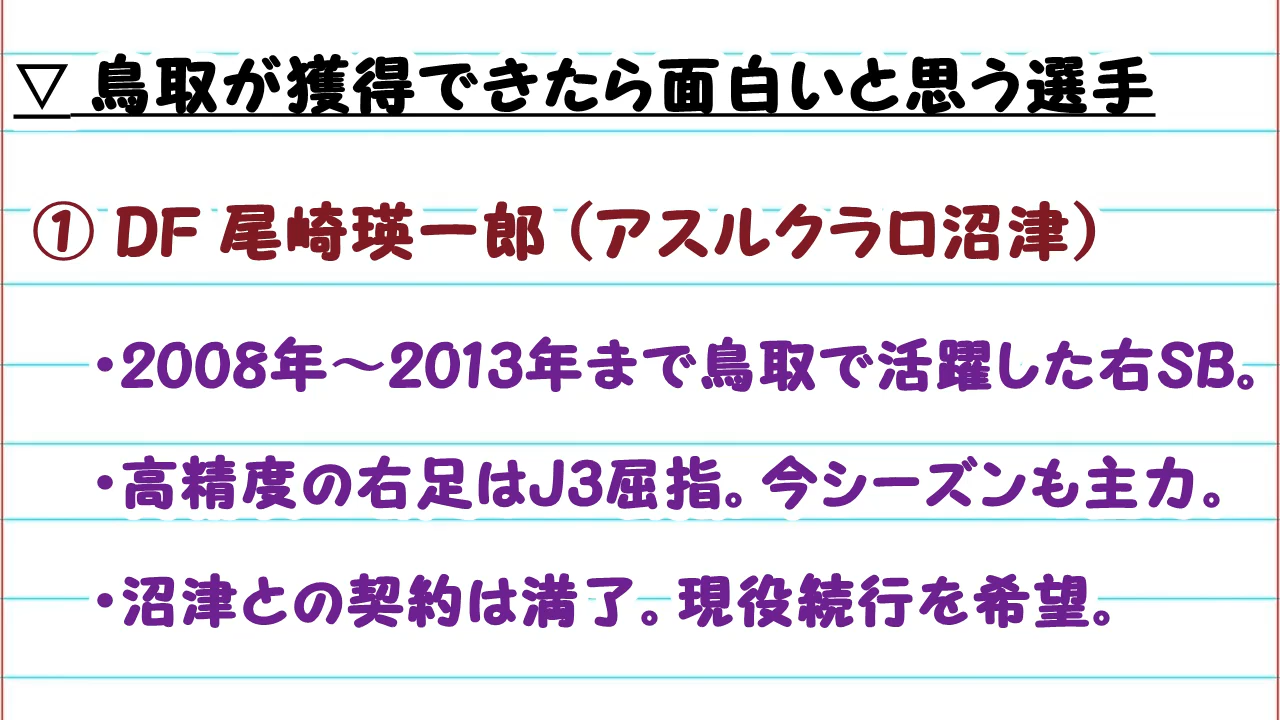 ▽ 鳥取が獲得できたら面白いと思う選手
① DF 尾崎瑛一郎（アスルクラロ沼津）
・2008年～2013年まで鳥取で活躍した右SB。
・高精度の右足はJ3屈指。今シーズンも主力。
・沼津との契約は満了。現役続行を希望。